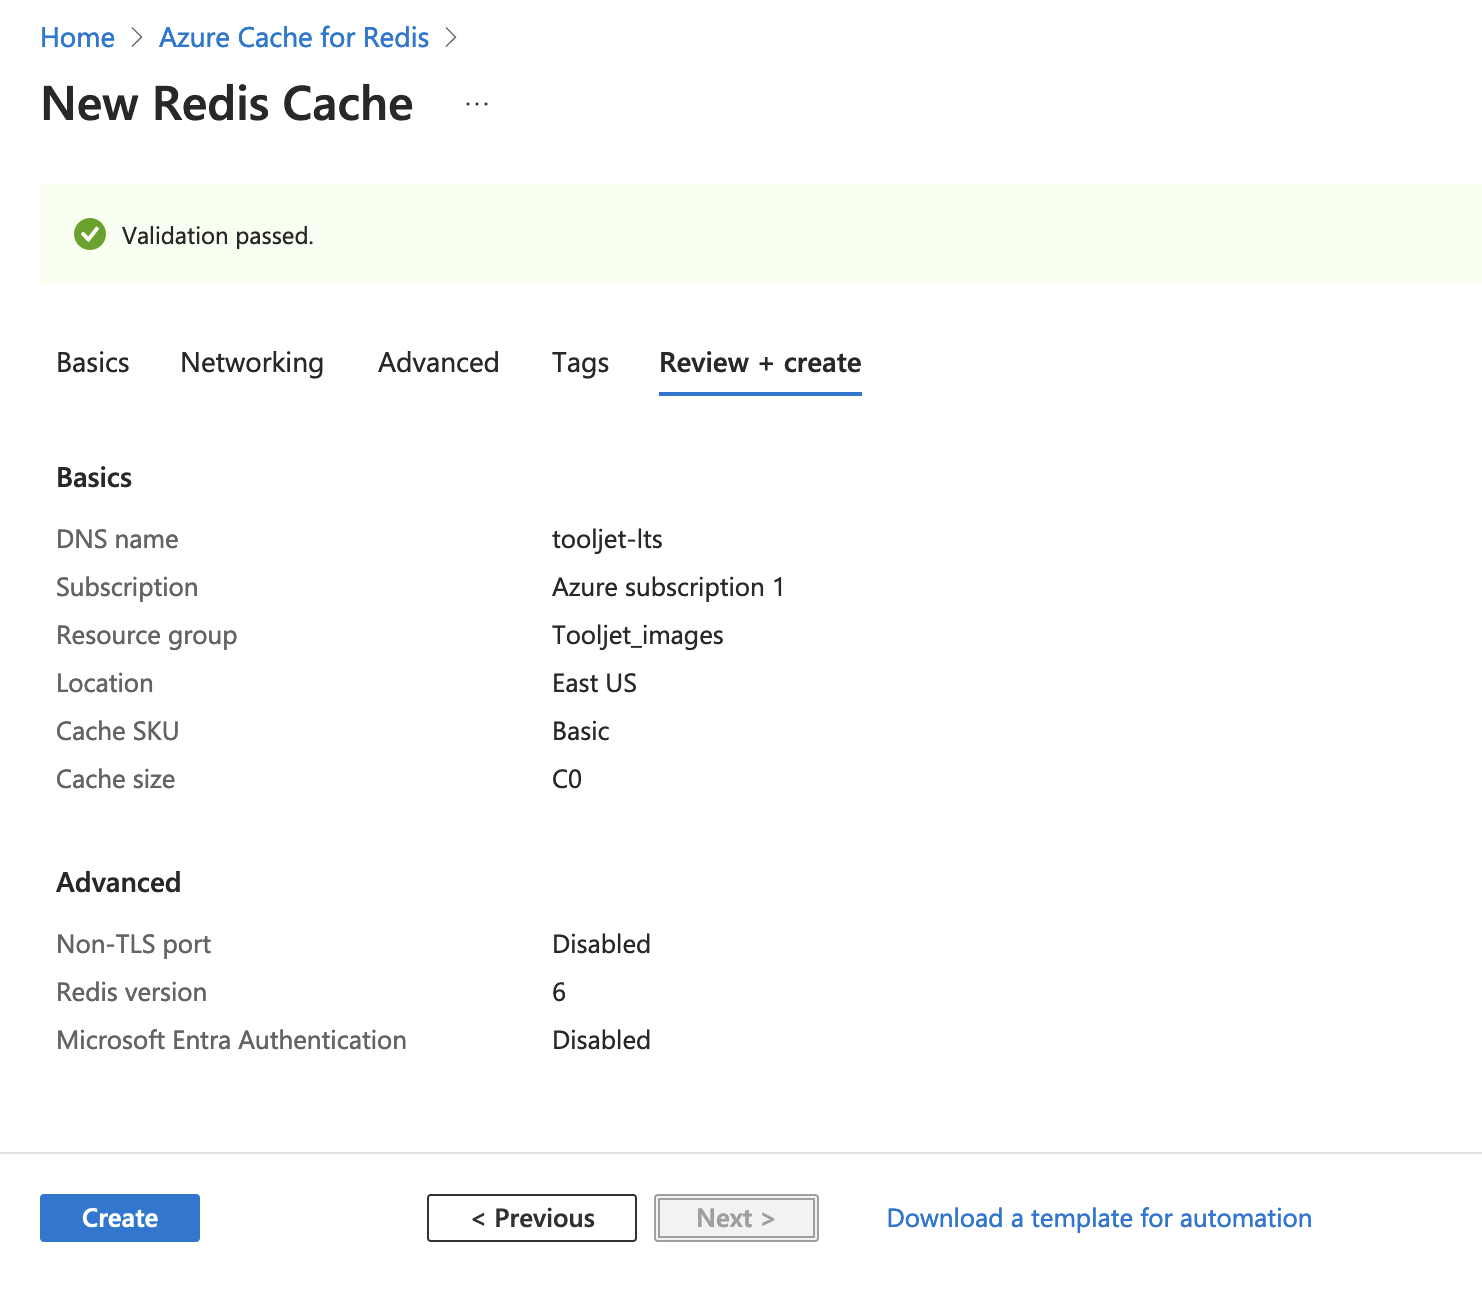 Home > Azure Cache for Redis >
New Redis Cache ...
Validation passed.
Basics Networking Advanced Tags Review + create
Basics
DNS name tooljet-lts
Subscription Azure subscription 1
Resource group Tooljet_images
Location East US
Cache SKU Basic
Cache size C0
Advanced
Non-TLS port Disabled
Redis version 6
Microsoft Entra Authentication Disabled
Create < Previous Next > Download a template for automation